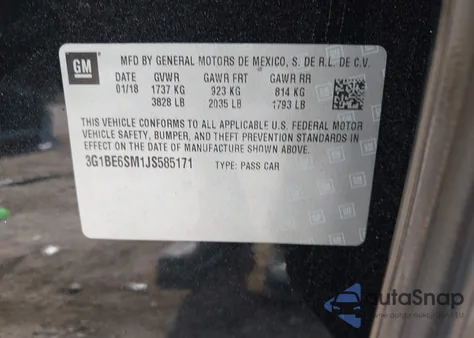 GM
MFD BY GENERAL MOTORS DE MEXICO, S. DE R.L. DE C.V.
01/18 GVWR GAWR FRT GAWR RR
1737 KG 923 KG 814 KG
3828 LB 2035 LB 1793 LB
THIS VEHICLE CONFORMS TO ALL APPLICABLE U.S. FEDERAL MOTOR
VEHICLE SAFETY, BUMPER, AND THEFT PREVENTION STANDARDS IN
EFFECT ON THE DATE OF MANUFACTURE SHOWN ABOVE.
3G1BE6SM1JS585171 TYPE: PASS CAR
autaSnap